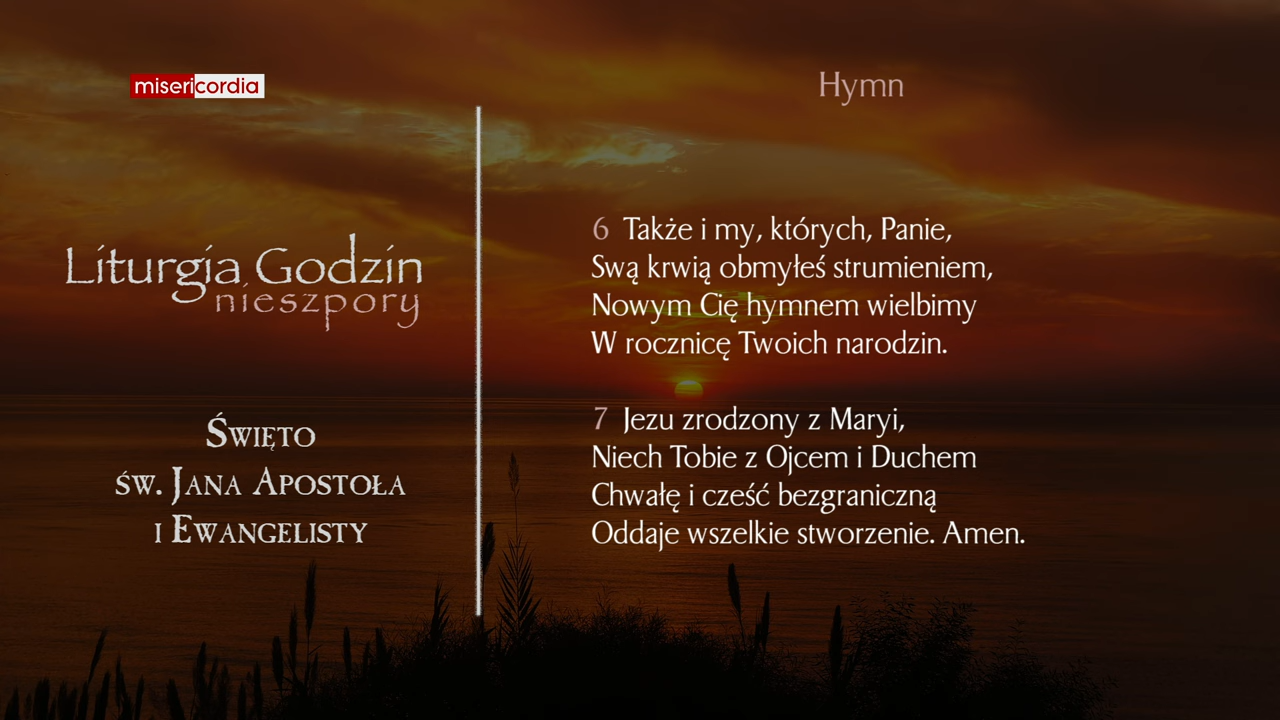 misericordia
Hymn
Liturgia Godzin
nieszpory
Święto
św. Jana Apostoła
i Ewangelisty
6 Także i my, których, Panie,
Swą krwią obmyłeś strumieniem,
Nowym Cię hymnem wielbimy
W rocznicę Twoich narodzin.
7 Jezu zrodzony z Maryi,
Niech Tobie z Ojcem i Duchem
Chwałę i cześć bezgraniczną
Oddaje wszelkie stworzenie. Amen.